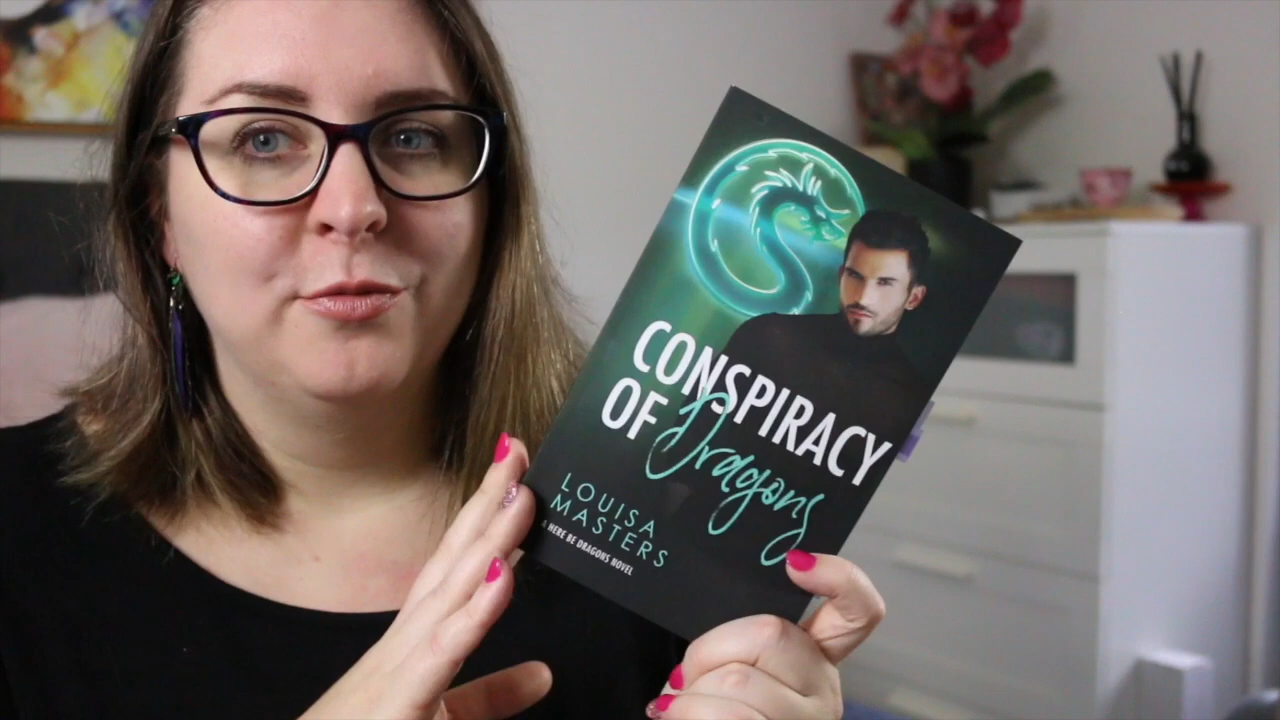 CONSPIRACY
OF Dragons
LOUISA
MASTERS
A HERE BE DRAGONS NOVEL